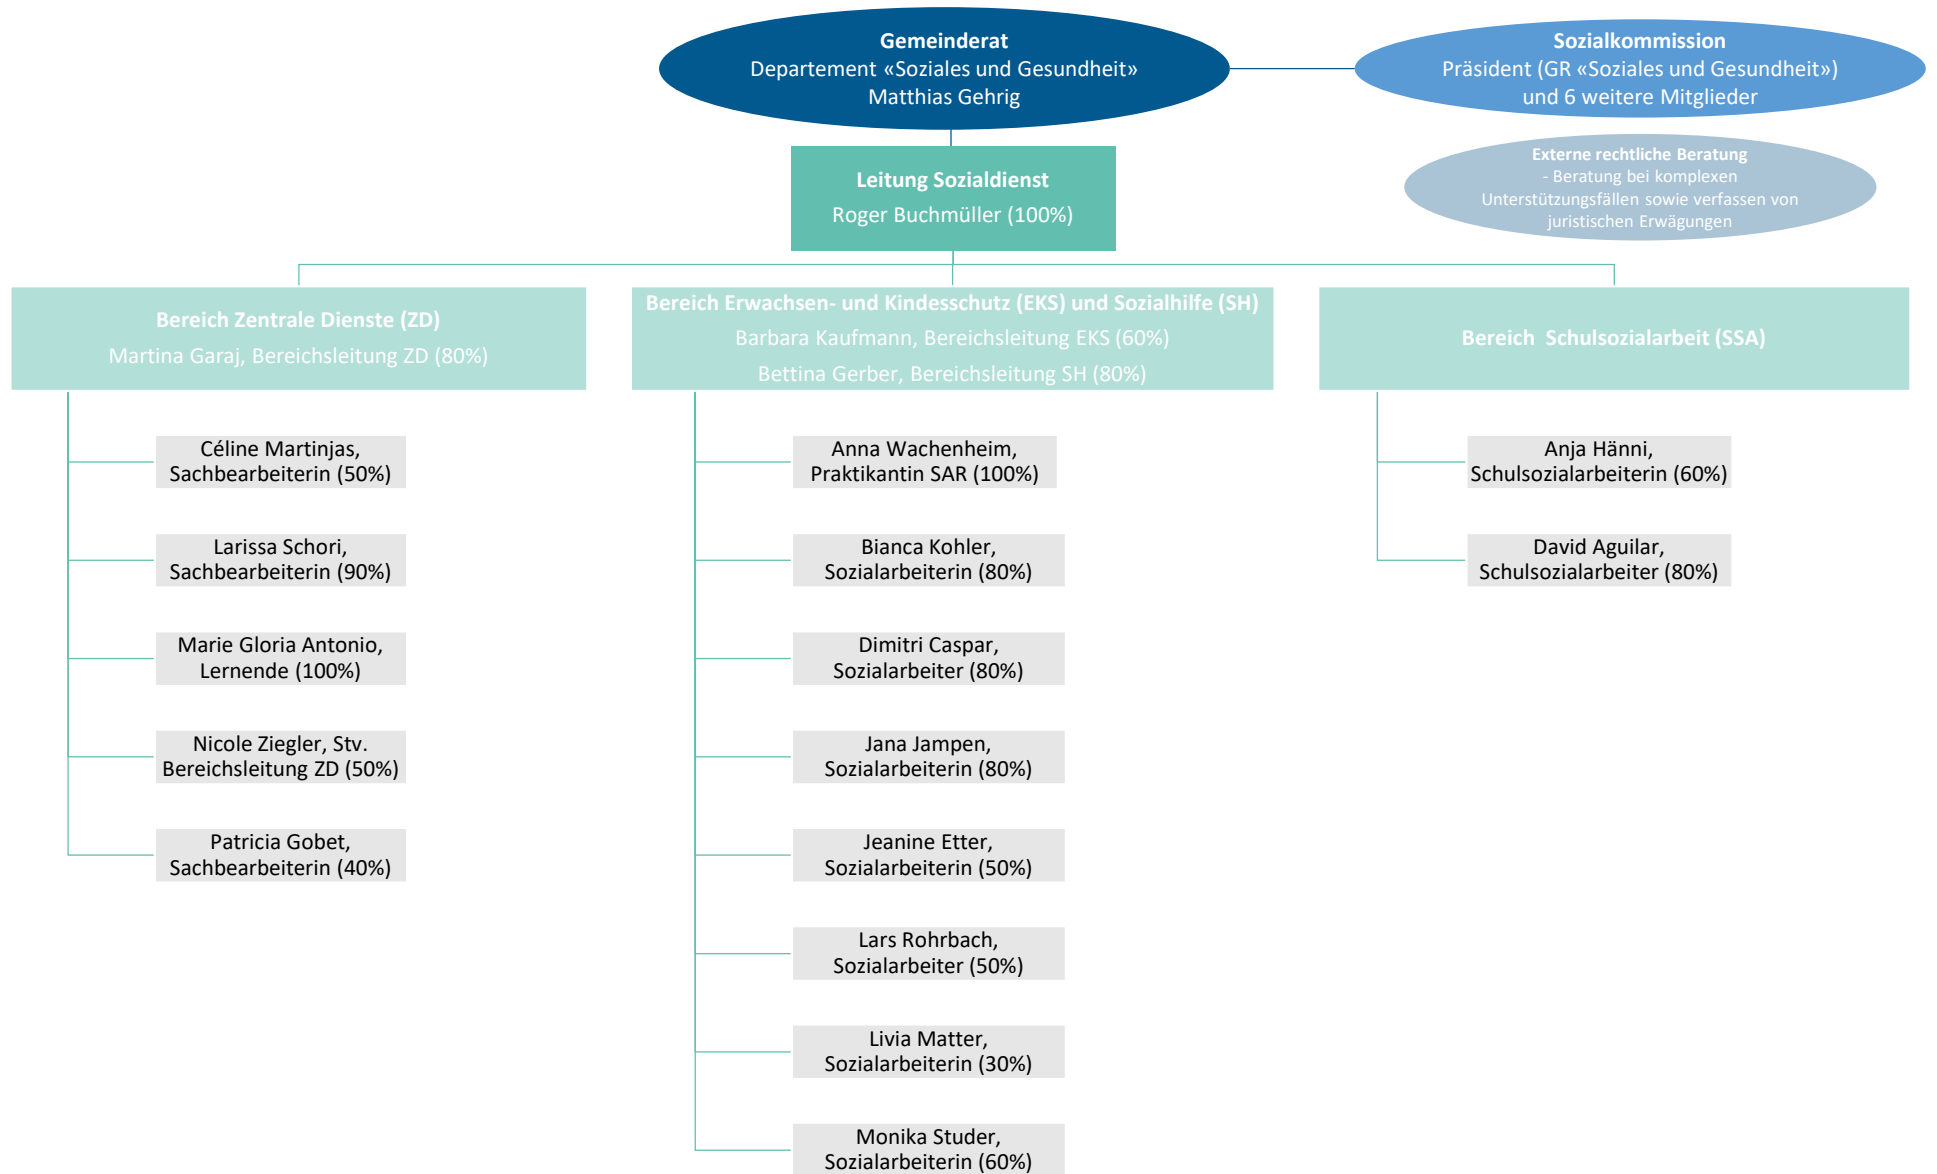 Gemeinderat
Departement «Soziales und Gesundheit»
Matthias Gehrig
Sozialkommission
Präsident (GR «Soziales und Gesundheit»)
und 6 weitere Mitglieder
Externe rechtliche Beratung
- Beratung bei komplexen
Unterstützungsfällen sowie verfassen von
juristischen Erwägungen
Leitung Sozialdienst
Roger Buchmüller (100%)
Bereich Zentrale Dienste (ZD)
Martina Garaj, Bereichsleitung ZD (80%)
Céline Martinjas,
Sachbearbeiterin (50%)
Larissa Schori,
Sachbearbeiterin (90%)
Marie Gloria Antonio,
Lernende (100%)
Nicole Ziegler, Stv.
Bereichsleitung ZD (50%)
Patricia Gobet,
Sachbearbeiterin (40%)
Bereich Erwachsen- und Kindesschutz (EKS) und Sozialhilfe (SH)
Barbara Kaufmann, Bereichsleitung EKS (60%)
Bettina Gerber, Bereichsleitung SH (80%)
Anna Wachenheim,
Praktikantin SAR (100%)
Bianca Kohler,
Sozialarbeiterin (80%)
Dimitri Caspar,
Sozialarbeiter (80%)
Jana Jampen,
Sozialarbeiterin (80%)
Jeanine Etter,
Sozialarbeiterin (50%)
Lars Rohrbach,
Sozialarbeiter (50%)
Livia Matter,
Sozialarbeiterin (30%)
Monika Studer,
Sozialarbeiterin (60%)
Bereich  Schulsozialarbeit (SSA)
Anja Hänni,
Schulsozialarbeiterin (60%)
David Aguilar,
Schulsozialarbeiter (80%)